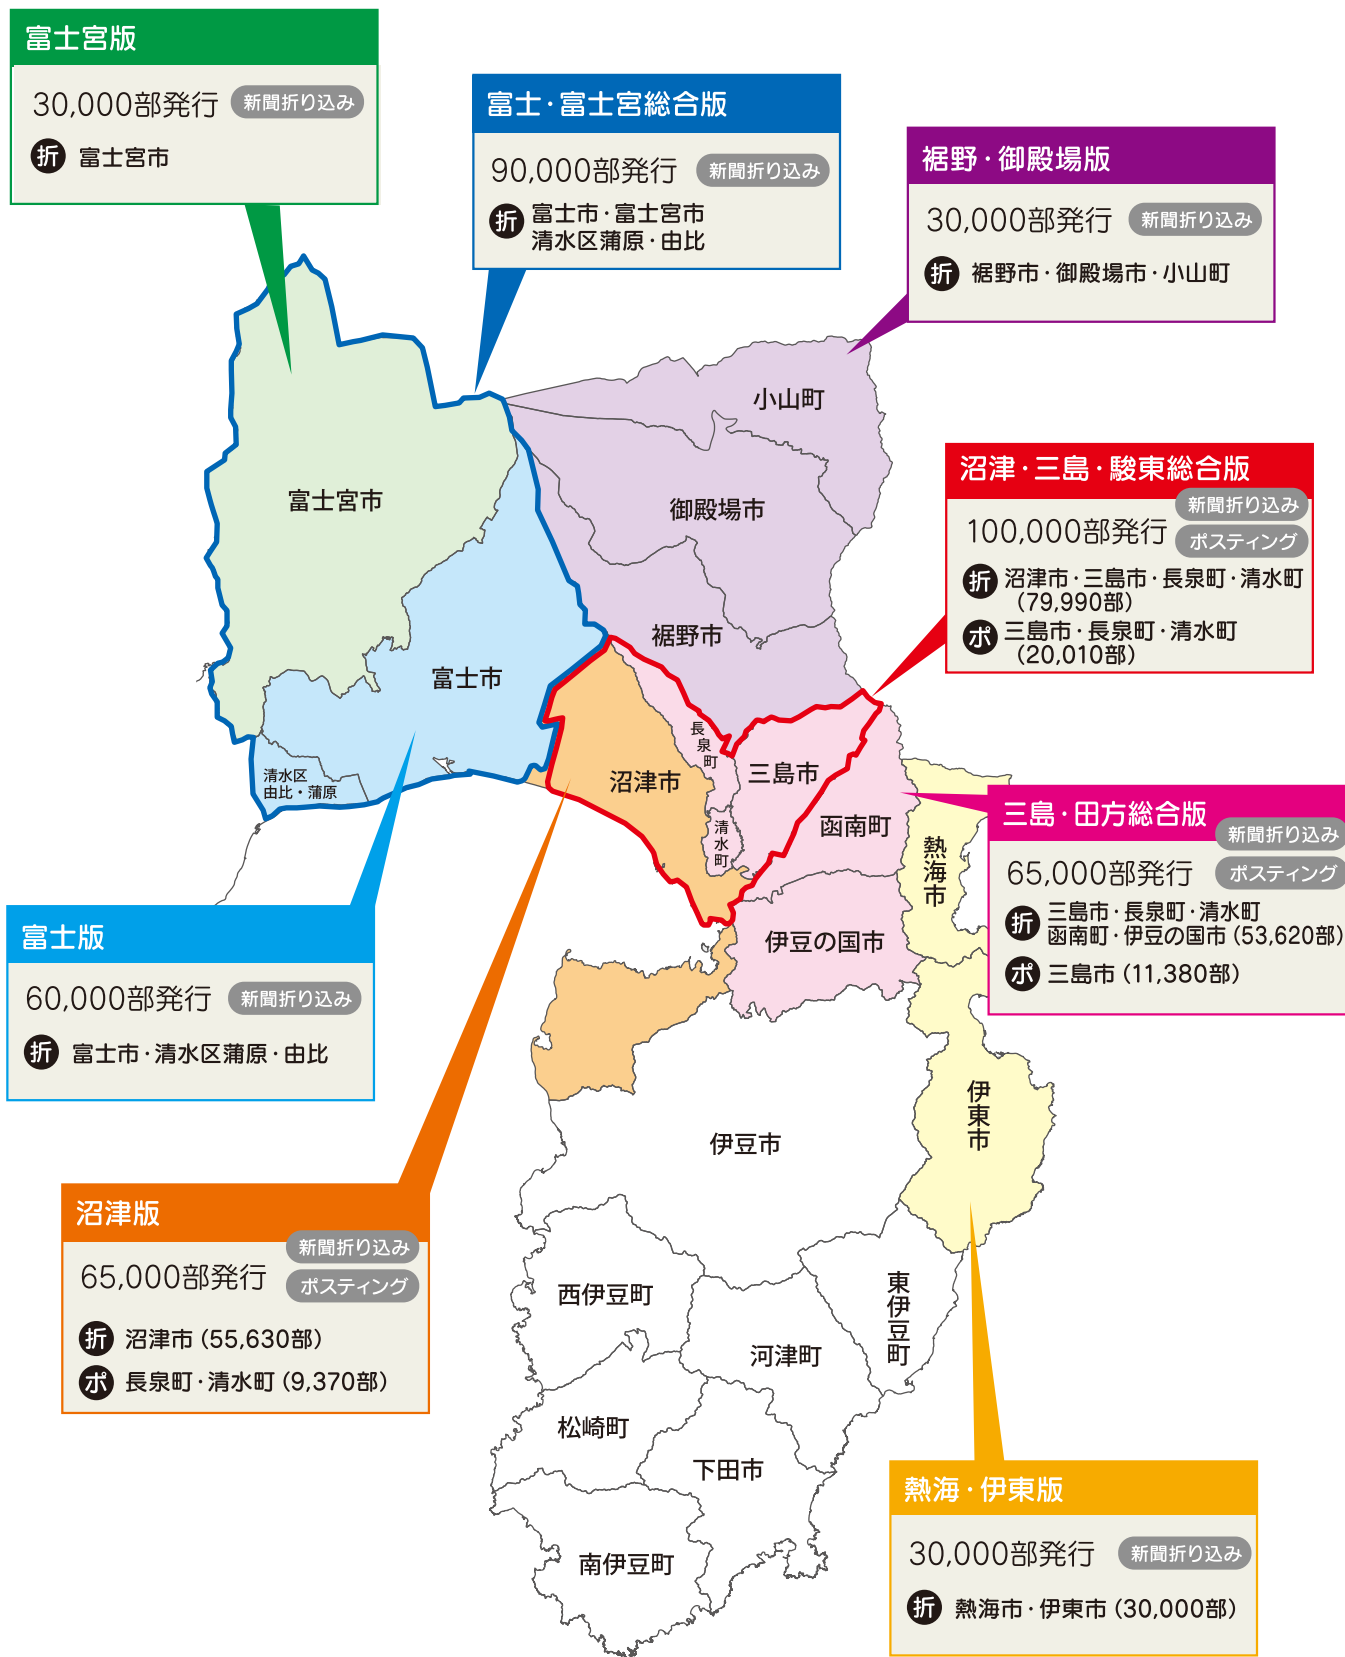 富士宮版
30,000部発行 新聞折り込み
折 富士宮市
富士・富士宮総合版
90,000部発行 新聞折り込み
折 富士市・富士宮市
清水区蒲原・由比
裾野・御殿場版
30,000部発行 新聞折り込み
折 裾野市・御殿場市・小山町
沼津・三島・駿東総合版
新聞折り込み
100,000部発行
ポスティング
折 沼津市・三島市・長泉町・清水町
(79,990部)
ポ 三島市・長泉町・清水町
(20,010部)
小山町
富士宮市
御殿場市
裾野市
富士市
長泉町
三島市
沼津市
清水区
由比・蒲原
清水町
函南町
熱海市
伊豆の国市
三島・田方総合版
新聞折り込み
65,000部発行
ポスティング
折 三島市・長泉町・清水町
函南町・伊豆の国市(53,620部)
ポ 三島市(11,380部)
富士版
60,000部発行 新聞折り込み
折 富士市・清水区蒲原・由比
伊東市
伊豆市
沼津版
新聞折り込み
65,000部発行
ポスティング
折 沼津市(55,630部)
ポ 長泉町・清水町(9,370部)
西伊豆町
東伊豆町
河津町
松崎町
下田市
南伊豆町
熱海・伊東版
30,000部発行 新聞折り込み
折 熱海市・伊東市(30,000部)